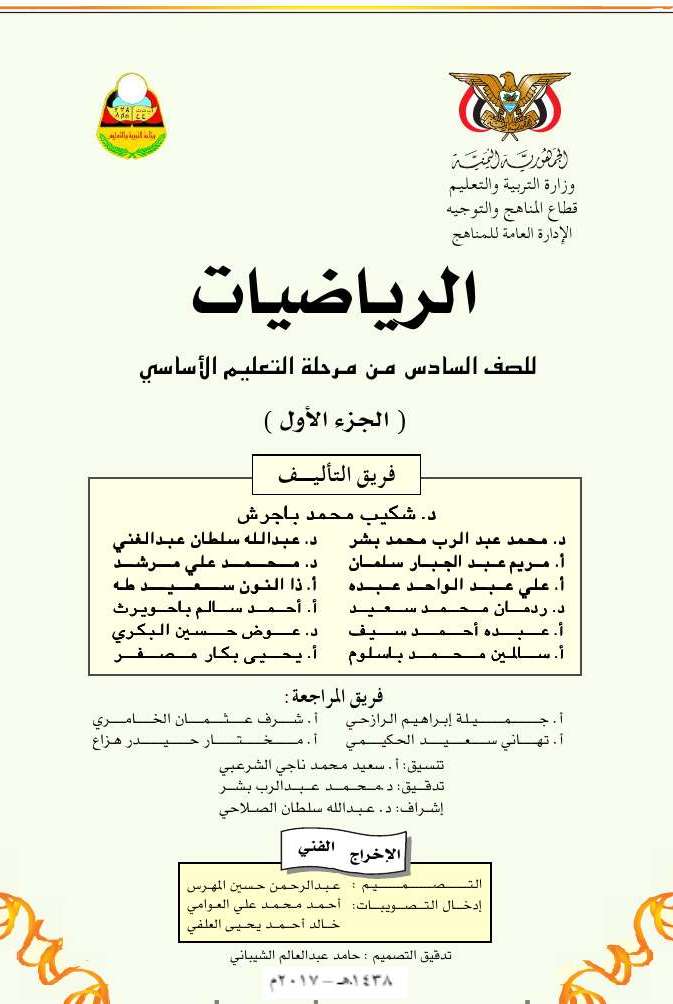 الجمهورية اليمنية
وزارة التربية والتعليم
قطاع المناهج والتوجيه
الإدارة العامة للمناهج
وزارة التربية والتعليم
الرياضيات
للصف السادس من مرحلة التعليم الأساسي
( الجزء الأول )
فريق التأليف
د. شكيب محمد باجرش
د. محمد عبد الرب محمد بشر د. عبدالله سلطان عبدالغني
أ. مريم عبد الجبار سلمان د. محمد علي مرشد
أ. علي عبد الواحد عبده أ. ذا النون سعيد طه
د. ردمان محمد سعيد أ. أحمد سالم باحويرث
أ. عبده أحمد سيف د. عوض حسين البكري
أ. سالمين محمد باسلوم أ. يحيى بكار مصفر
فريق المراجعة:
أ. جميلة إبراهيم الرازحي أ. شرف عثمان الخامري
أ. تهاني سعيد الحكيمي أ. مختار حيدر هزاع
تنسيق: أ. سعيد محمد ناجي الشرعبي
تدقيق: د. محمد عبدالرب بشر
إشراف: د. عبدالله سلطان الصلاحي
الإخراج الفني
التصميم : عبدالرحمن حسين المهرس
إدخال التصويبات: أحمد محمد علي العوامي
خالد أحمد يحيى العلفي
تدقيق التصميم : حامد عبدالعالم الشيباني
١٤٣٨هـ – ٢٠١٧م